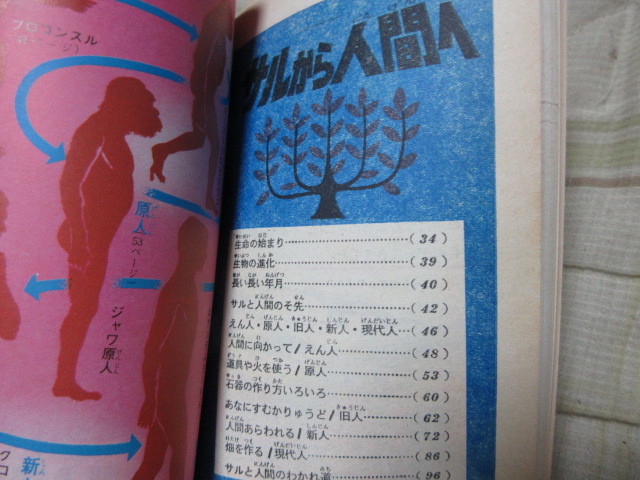 プロコンスル
原人
53ページ
ジャワ原人
新人
クロ
サルから人間へ
生命の始まり……………………(34)
生物の進化………………………(39)
長い長い年月……………………(40)
サルと人間のそ先………………(42)
えん人・原人・旧人・新人・現代人…(46)
人間に向かって/えん人…………(48)
道具や火を使う/原人……………(53)
石器の作り方いろいろ…………(60)
あなにすむかりゅうど/旧人……(62)
人間あらわれる/新人……………(72)
畑を作る/現代人…………………(86)
サルと人間のわかれ道…………(96)